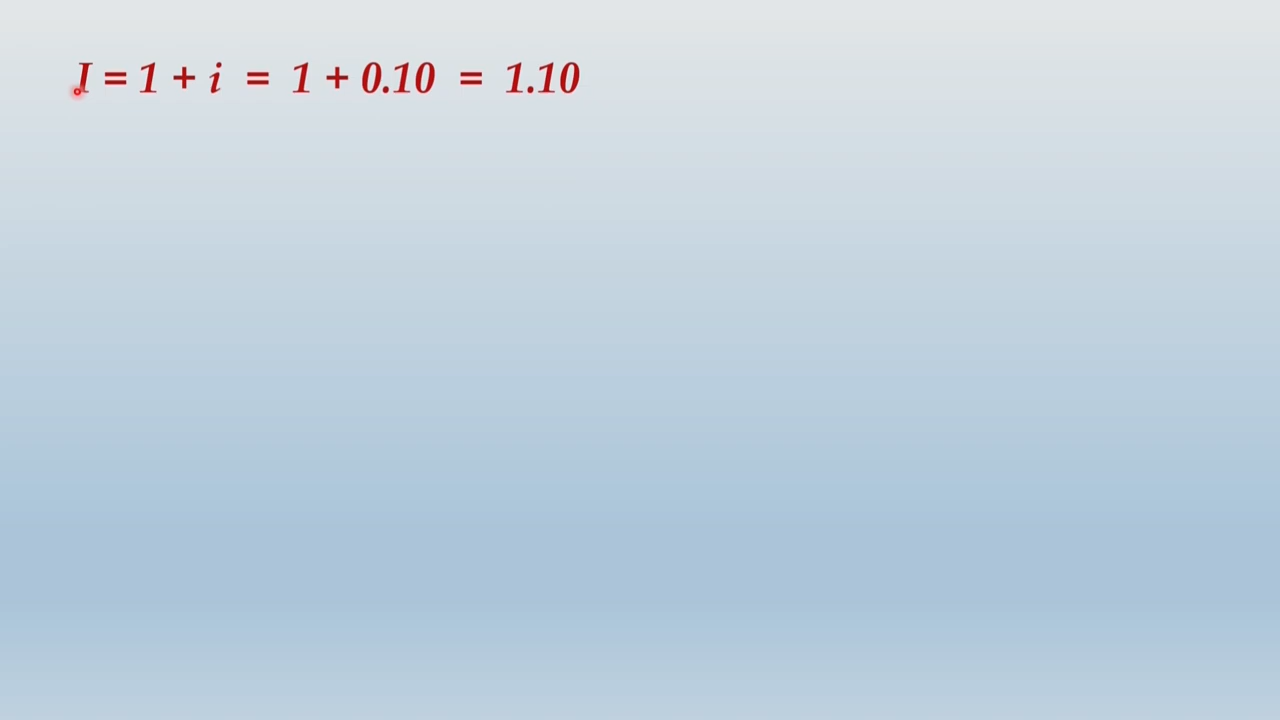 I = 1 + i = 1 + 0.10 = 1.10